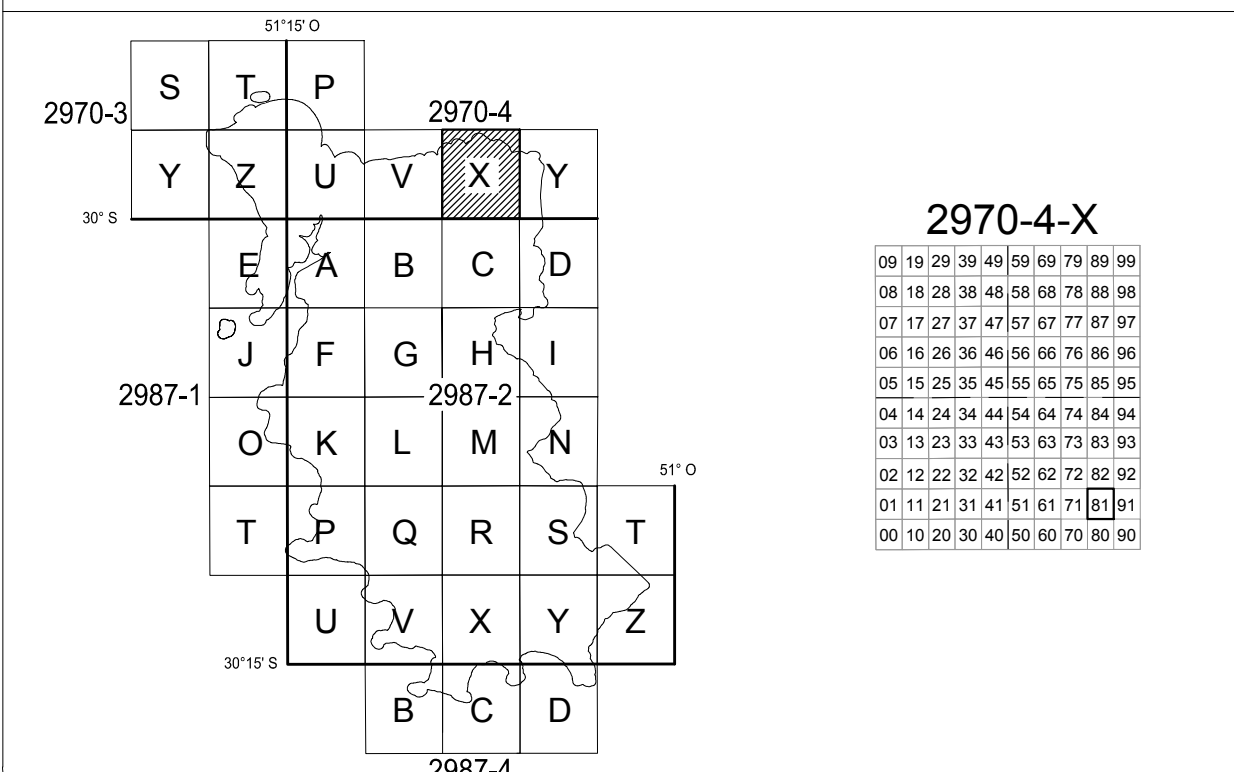 51°15' O
S T P
2970-3 2970-4
Y Z U V X Y
30° S
E A B C D
J F G H I
2987-1 2987-2
O K L M N
51° O
T P Q R S T
U V X Y Z
30°15' S
B C D
2987-4
2970-4-X
09 19 29 39 49 59 69 79 89 99
08 18 28 38 48 58 68 78 88 98
07 17 27 37 47 57 67 77 87 97
06 16 26 36 46 56 66 76 86 96
05 15 25 35 45 55 65 75 85 95
04 14 24 34 44 54 64 74 84 94
03 13 23 33 43 53 63 73 83 93
02 12 22 32 42 52 62 72 82 92
01 11 21 31 41 51 61 71 81 91
00 10 20 30 40 50 60 70 80 90